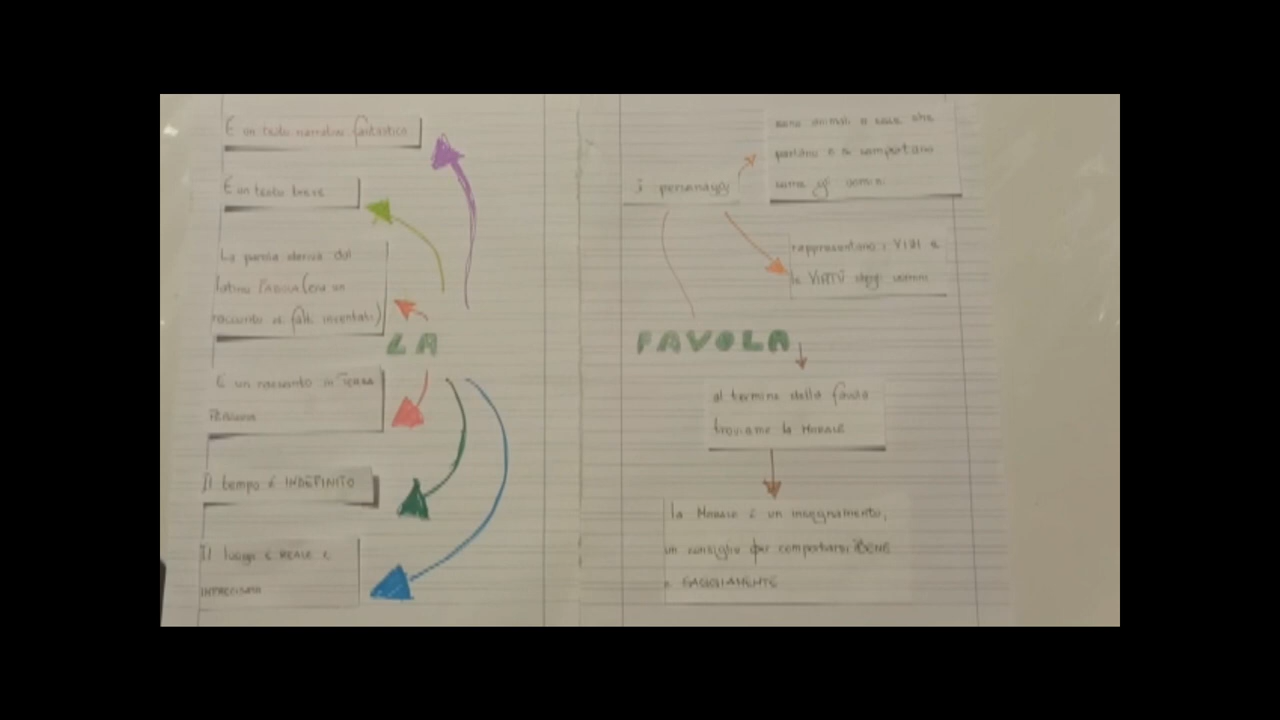 È un testo narrativo fantastico
È un testo breve
La parola deriva dal
latino FABULA (era un
racconto di fatti inventati)
LA
È un racconto in TERZA
PERSONA
Il tempo è INDEFINITO
Il luogo è REALE e
IMPRECISATO
sono animali o cose che
parlano e si comportano
come gli uomini
i personaggi
rappresentano i VIZI e
le VIRTÙ degli uomini
FAVOLA
al termine della favola
troviamo la MORALE
la MORALE è un insegnamento,
un consiglio per comportarsi BENE
e SAGGIAMENTE